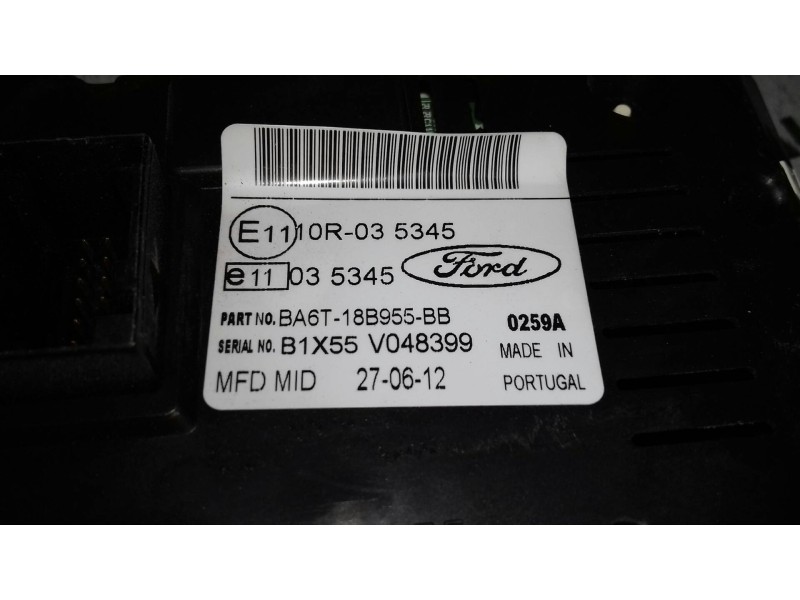 E11 10R-03 5345
e11 03 5345 Ford
PART NO. BA6T-18B955-BB 0259A
SERIAL NO. B1X55 V048399 MADE IN
MFD MID 27-06-12 PORTUGAL